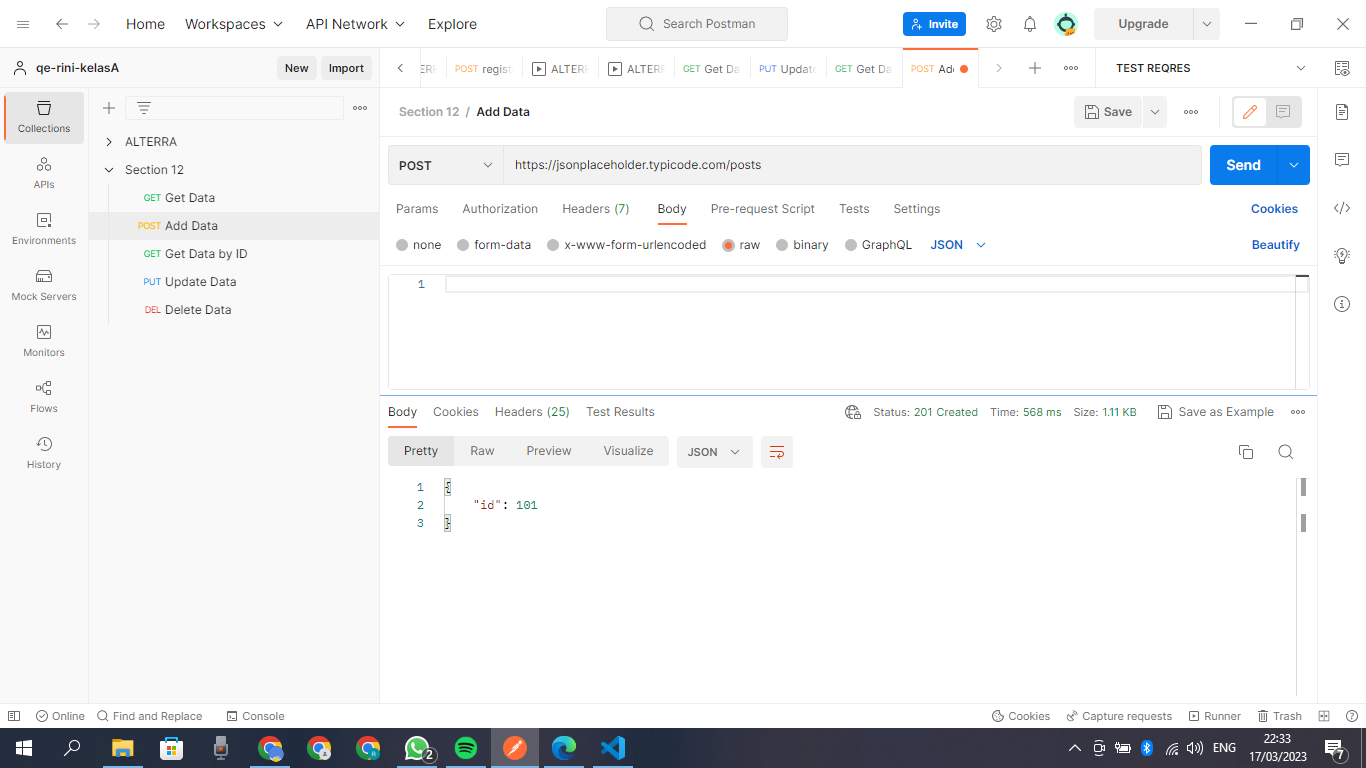 Home Workspaces API Network Explore Search Postman Invite Upgrade
qe-rini-kelasA New Import POST regist ALTERR ALTERR GET Get Da PUT Update GET Get Da POST Add TEST REQRES
Collections
APIs
Environments
Mock Servers
Monitors
Flows
History
ALTERRA
Section 12
GET Get Data
POST Add Data
GET Get Data by ID
PUT Update Data
DEL Delete Data
Section 12 / Add Data Save
POST https://jsonplaceholder.typicode.com/posts Send
Params Authorization Headers (7) Body Pre-request Script Tests Settings Cookies
none form-data x-www-form-urlencoded raw binary GraphQL JSON Beautify
1
Body Cookies Headers (25) Test Results Status: 201 Created Time: 568 ms Size: 1.11 KB Save as Example
Pretty Raw Preview Visualize JSON
1 {
2 "id": 101
3 }
Online Find and Replace Console Cookies Capture requests Runner Trash
2 ENG 22:33 7
17/03/2023